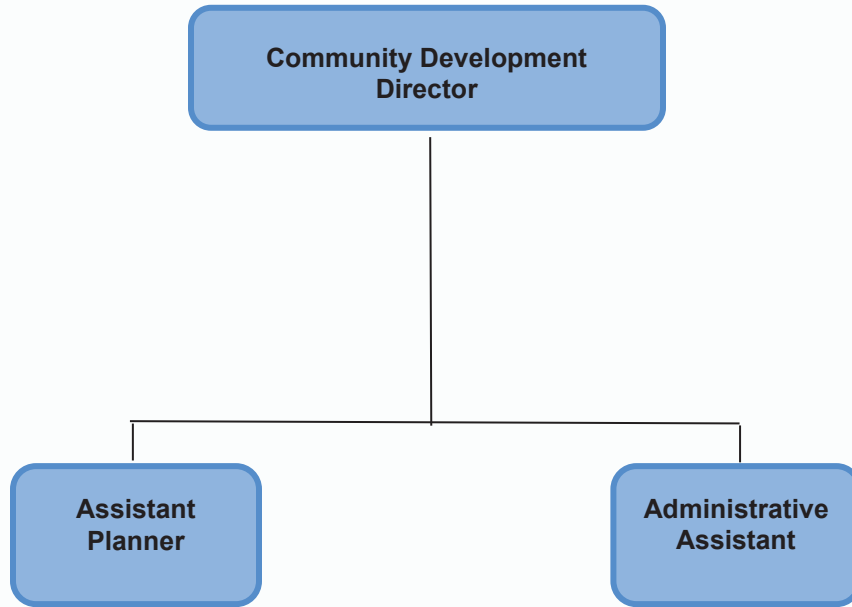 Community Development
Director
Assistant
Planner
Administrative
Assistant